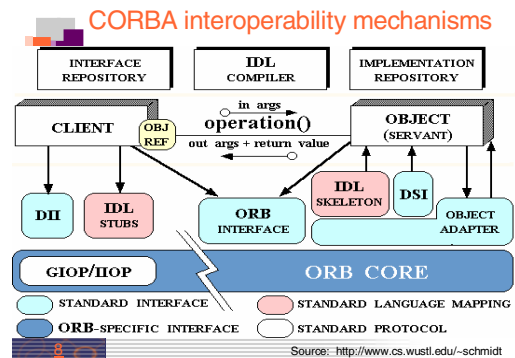 CORBA interoperability mechanisms
INTERFACE
REPOSITORY
IDL
COMPILER
IMPLEMENTATION
REPOSITORY
CLIENT
OBJ
REF
in args
operation()
out args + return value
OBJECT
(SERVANT)
DII
IDL
STUBS
ORB
INTERFACE
IDL
SKELETON
DSI
OBJECT
ADAPTER
GIOP/IIOP
ORB CORE
STANDARD INTERFACE
STANDARD LANGUAGE MAPPING
ORB-SPECIFIC INTERFACE
STANDARD PROTOCOL
8
Source: http://www.cs.wustl.edu/~schmidt